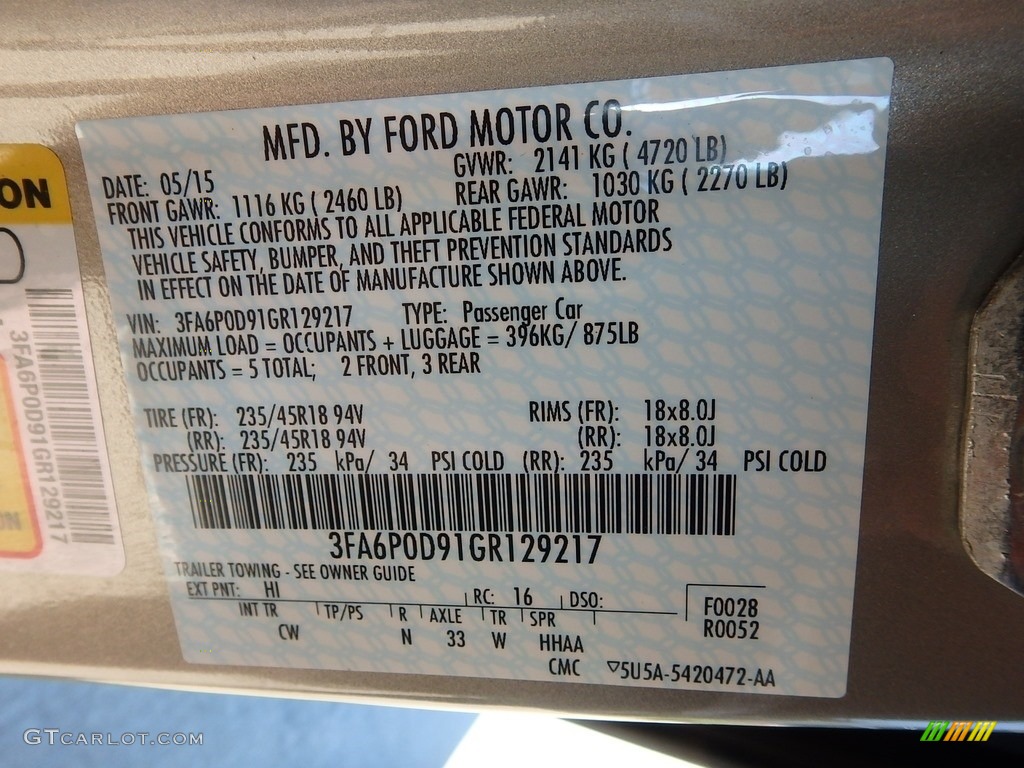 MFD. BY FORD MOTOR CO.
DATE: 05/15 GVWR: 2141 KG ( 4720 LB)
FRONT GAWR: 1116 KG ( 2460 LB) REAR GAWR: 1030 KG ( 2270 LB)
THIS VEHICLE CONFORMS TO ALL APPLICABLE FEDERAL MOTOR
VEHICLE SAFETY, BUMPER, AND THEFT PREVENTION STANDARDS
IN EFFECT ON THE DATE OF MANUFACTURE SHOWN ABOVE.
VIN: 3FA6P0D91GR129217 TYPE: Passenger Car
MAXIMUM LOAD = OCCUPANTS + LUGGAGE = 396KG/ 875LB
OCCUPANTS = 5 TOTAL; 2 FRONT, 3 REAR
TIRE (FR): 235/45R18 94V RIMS (FR): 18x8.0J
(RR): 235/45R18 94V (RR): 18x8.0J
PRESSURE (FR): 235 kPa/ 34 PSI COLD (RR): 235 kPa/ 34 PSI COLD
3FA6P0D91GR129217
TRAILER TOWING - SEE OWNER GUIDE
EXT PNT: HI RC: 16 DSO:
INT TR TP/PS R AXLE TR SPR F0028
CW N 33 W HHAA R0052
CMC ▽5U5A-5420472-AA
ON
3FA6P0D91GR129217
GTCARLOT.COM